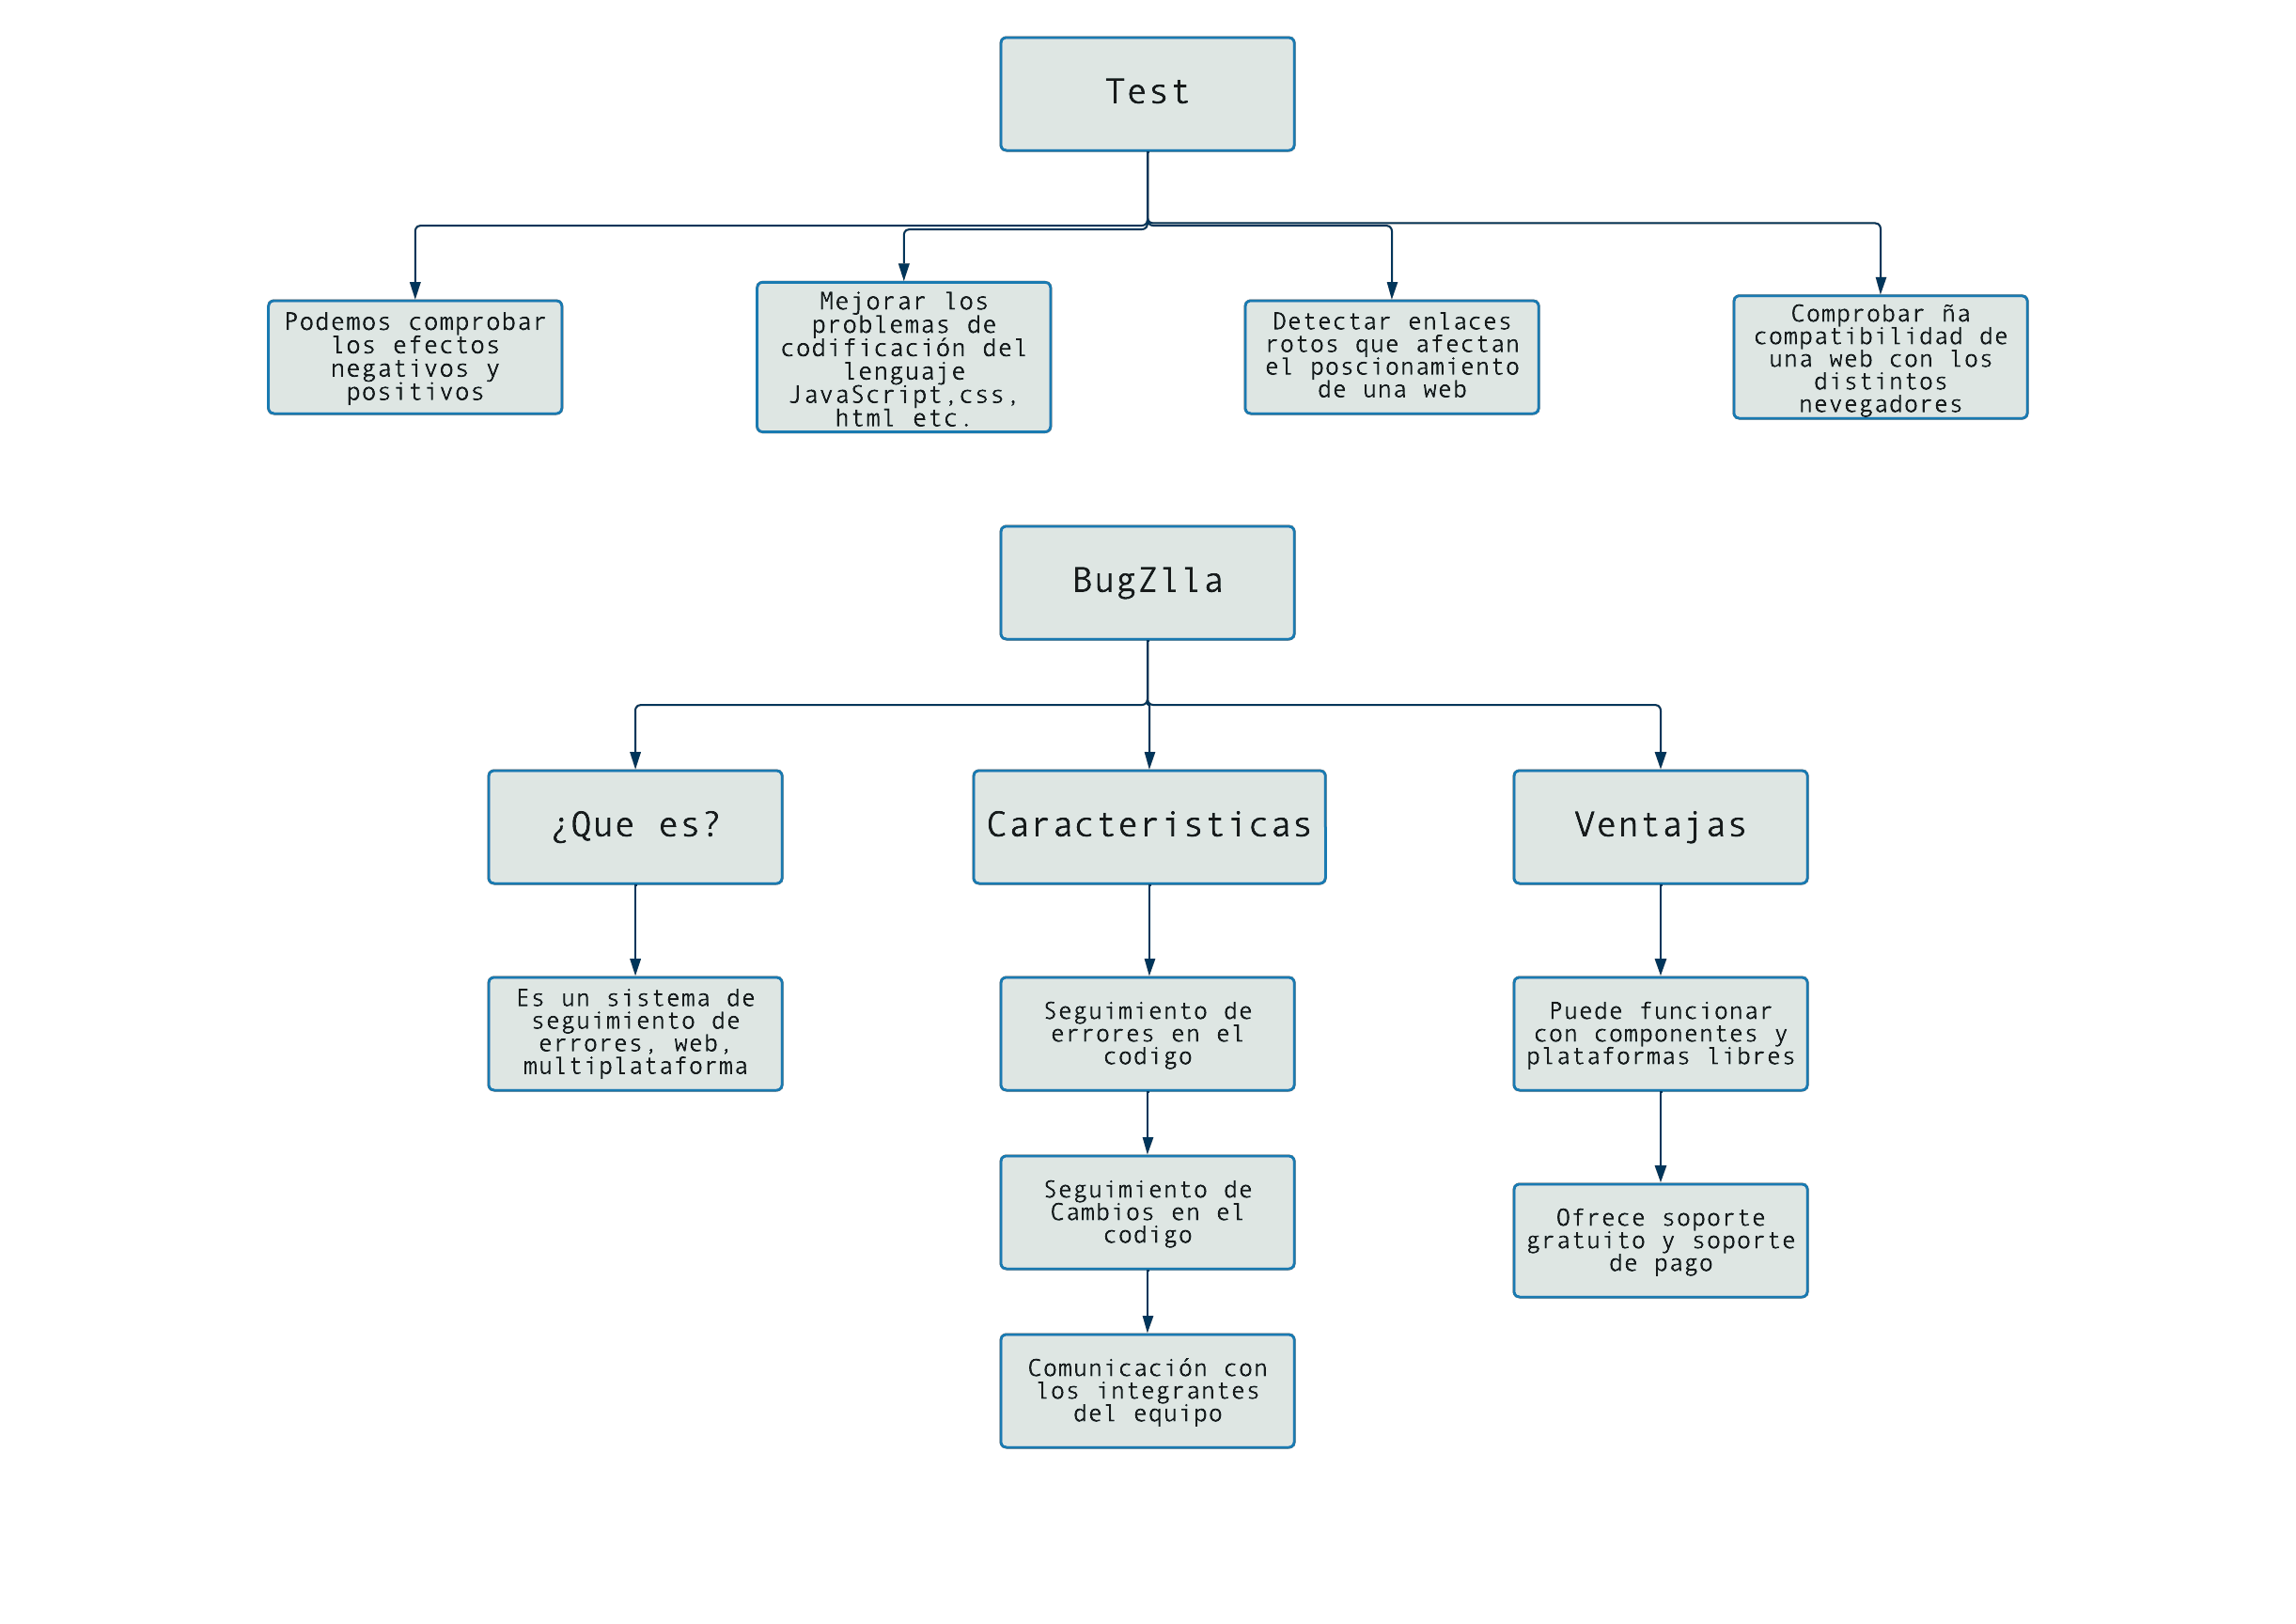 Test
Podemos comprobar
los efectos
negativos y
positivos
Mejorar los
problemas de
codificación del
lenguaje
JavaScript,css,
html etc.
Detectar enlaces
rotos que afectan
el poscionamiento
de una web
Comprobar ña
compatibilidad de
una web con los
distintos
nevegadores
BugZlla
¿Que es?
Caracteristicas
Ventajas
Es un sistema de
seguimiento de
errores, web,
multiplataforma
Seguimiento de
errores en el
codigo
Puede funcionar
con componentes y
plataformas libres
Seguimiento de
Cambios en el
codigo
Ofrece soporte
gratuito y soporte
de pago
Comunicación con
los integrantes
del equipo